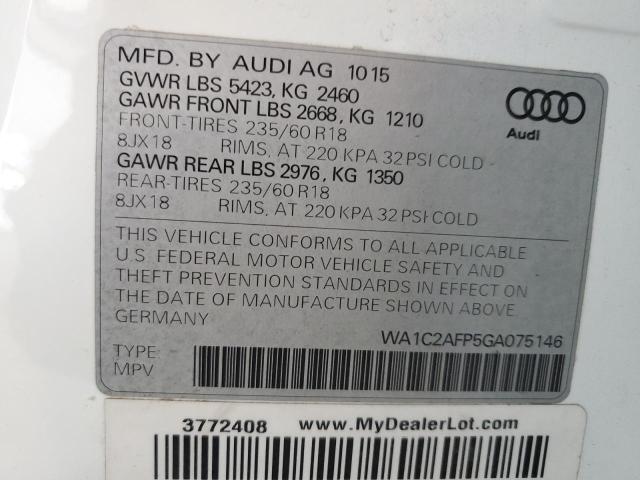 MFD. BY AUDI AG 1015
GVWR LBS 5423, KG 2460
GAWR FRONT LBS 2668, KG 1210
FRONT-TIRES 235/60 R18
8JX18 RIMS, AT 220 KPA 32 PSI COLD -
GAWR REAR LBS 2976, KG 1350
REAR-TIRES 235/60 R18
8JX18 RIMS, AT 220 KPA 32 PSI COLD
Audi
THIS VEHICLE CONFORMS TO ALL APPLICABLE
U.S. FEDERAL MOTOR VEHICLE SAFETY AND
THEFT PREVENTION STANDARDS IN EFFECT ON
THE DATE OF MANUFACTURE SHOWN ABOVE.
GERMANY
WA1C2AFP5GA075146
TYPE:
MPV
3772408 www.MyDealerLot.com